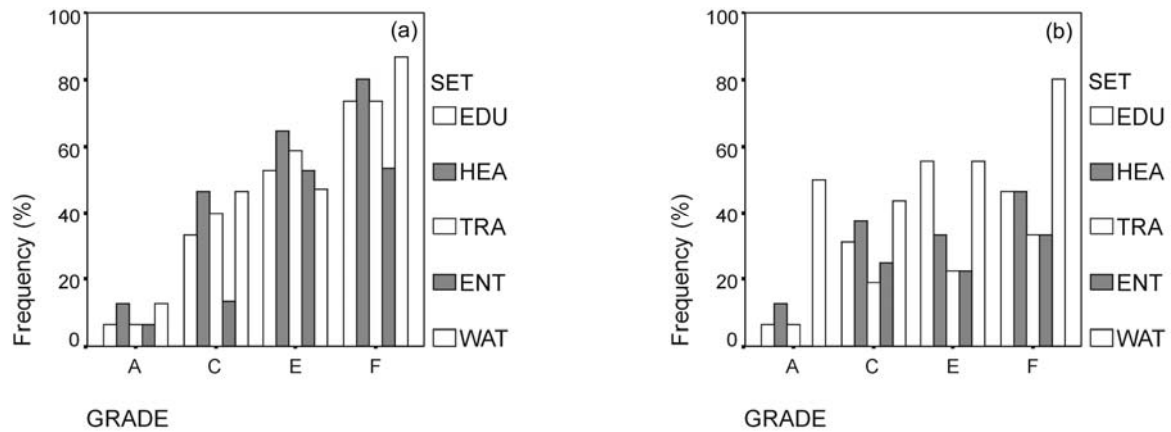 (a)
100
80
60
40
20
0
Frequency (%)
A C E F
GRADE
SET
EDU
HEA
TRA
ENT
WAT
(b)
100
80
60
40
20
0
Frequency (%)
A C E F
GRADE
SET
EDU
HEA
TRA
ENT
WAT